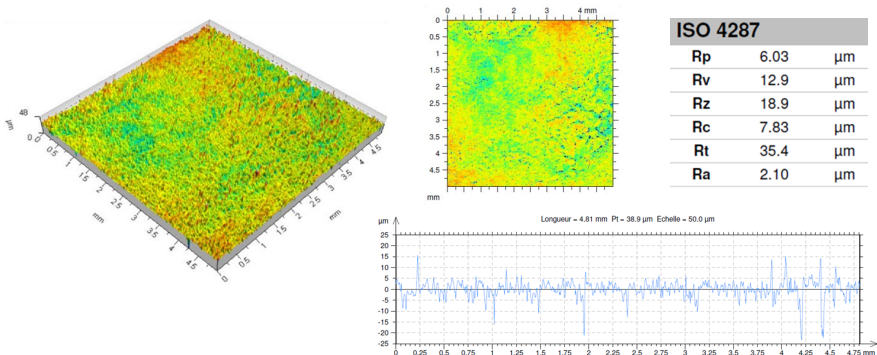 48
µm
0
0 0.5 1 1.5 2 2.5 3 3.5 4 4.5
mm
0 0.5 1 1.5 2 2.5 3 3.5 4 4.5
mm
0 1 2 3 4 mm
0
0.5
1
1.5
2
2.5
3
3.5
4
4.5
mm
ISO 4287
Rp 6.03 µm
Rv 12.9 µm
Rz 18.9 µm
Rc 7.83 µm
Rt 35.4 µm
Ra 2.10 µm
Longueur = 4.81 mm Pt = 38.9 µm Echelle = 50.0 µm
µm
25
20
15
10
5
0
-5
-10
-15
-20
-25
0 0.25 0.5 0.75 1 1.25 1.5 1.75 2 2.25 2.5 2.75 3 3.25 3.5 3.75 4 4.25 4.5 4.75 mm